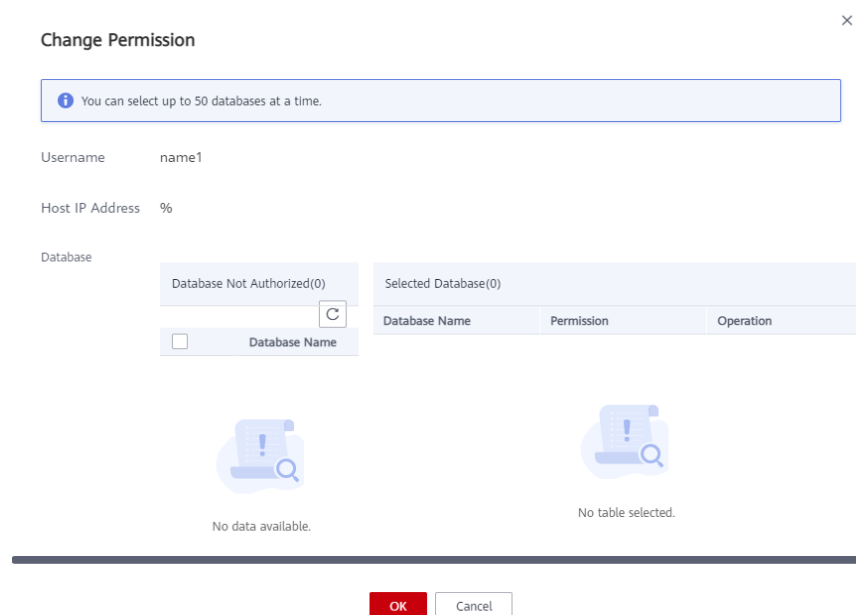 Change Permission
You can select up to 50 databases at a time.
Username name1
Host IP Address %
Database
Database Not Authorized(0) Selected Database(0)
Database Name Permission Operation
Database Name
No data available.
No table selected.
OK Cancel